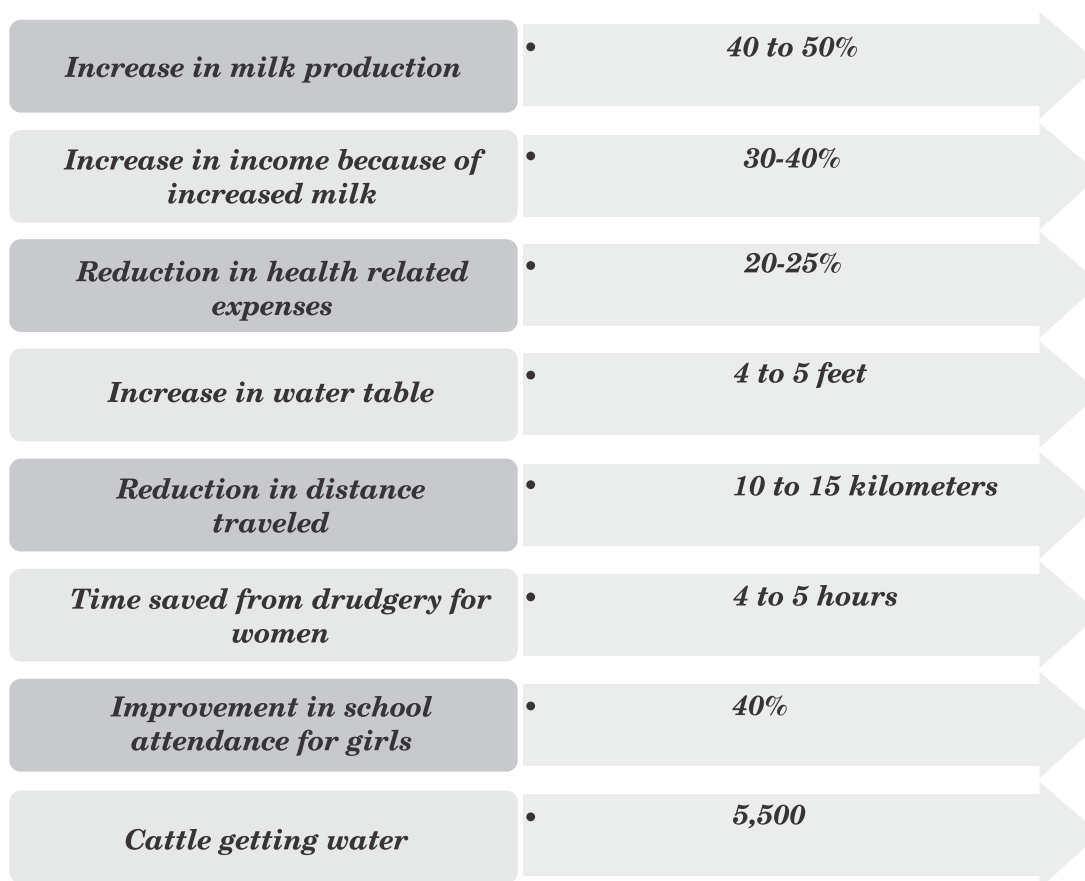 Increase in milk production
• 40 to 50%
Increase in income because of
increased milk
• 30-40%
Reduction in health related
expenses
• 20-25%
Increase in water table
• 4 to 5 feet
Reduction in distance
traveled
• 10 to 15 kilometers
Time saved from drudgery for
women
• 4 to 5 hours
Improvement in school
attendance for girls
• 40%
Cattle getting water
• 5,500